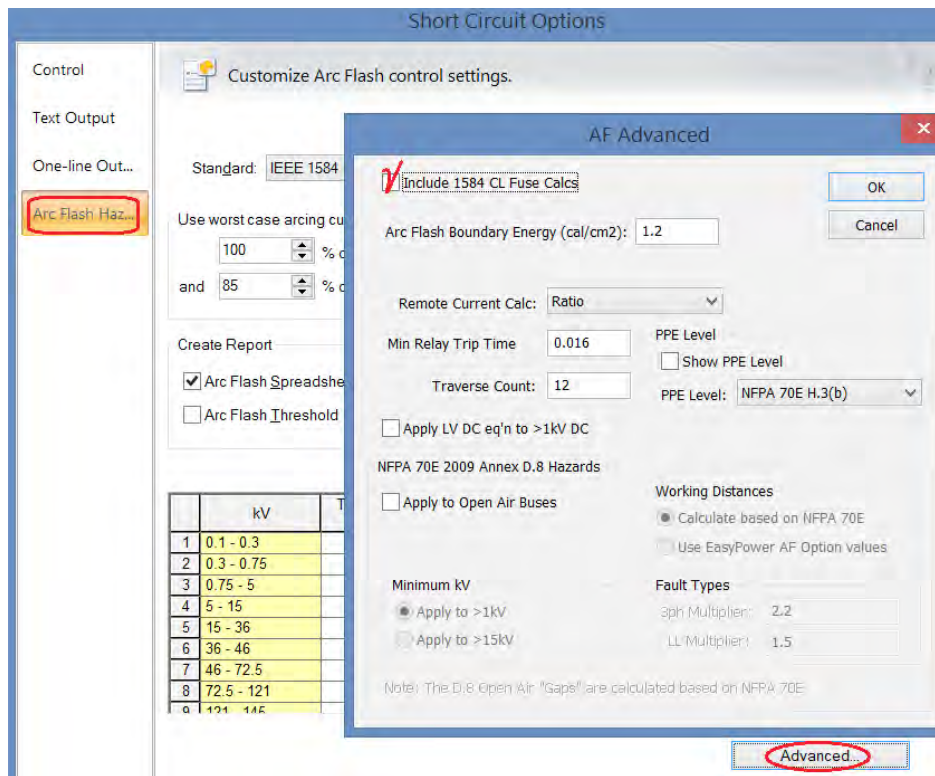 Short Circuit Options
Control
Text Output
One-line Out...
Arc Flash Haz...
Customize Arc Flash control settings.
Standard: IEEE 1584
Use worst case arcing cu
100 % o
and 85 %
Create Report
Arc Flash Spreadshe
Arc Flash Threshold
kV T
1 0.1 - 0.3
2 0.3 - 0.75
3 0.75 - 5
4 5 - 15
5 15 - 36
6 36 - 46
7 46 - 72.5
8 72.5 - 121
9 121 - 145
AF Advanced
Include 1584 CL Fuse Calcs
OK
Arc Flash Boundary Energy (cal/cm2): 1.2
Cancel
Remote Current Calc: Ratio
Min Relay Trip Time 0.016
PPE Level
Show PPE Level
Traverse Count: 12
PPE Level: NFPA 70E H.3(b)
Apply LV DC eq'n to >1kV DC
NFPA 70E 2009 Annex D.8 Hazards
Apply to Open Air Buses
Working Distances
Calculate based on NFPA 70E
Use EasyPower AF Option values
Minimum kV
Apply to >1kV
Apply to >15kV
Fault Types
3ph Multiplier: 2.2
LL Multiplier: 1.5
Note: The D.8 Open Air "Gaps" are calculated based on NFPA 70E
Advanced...